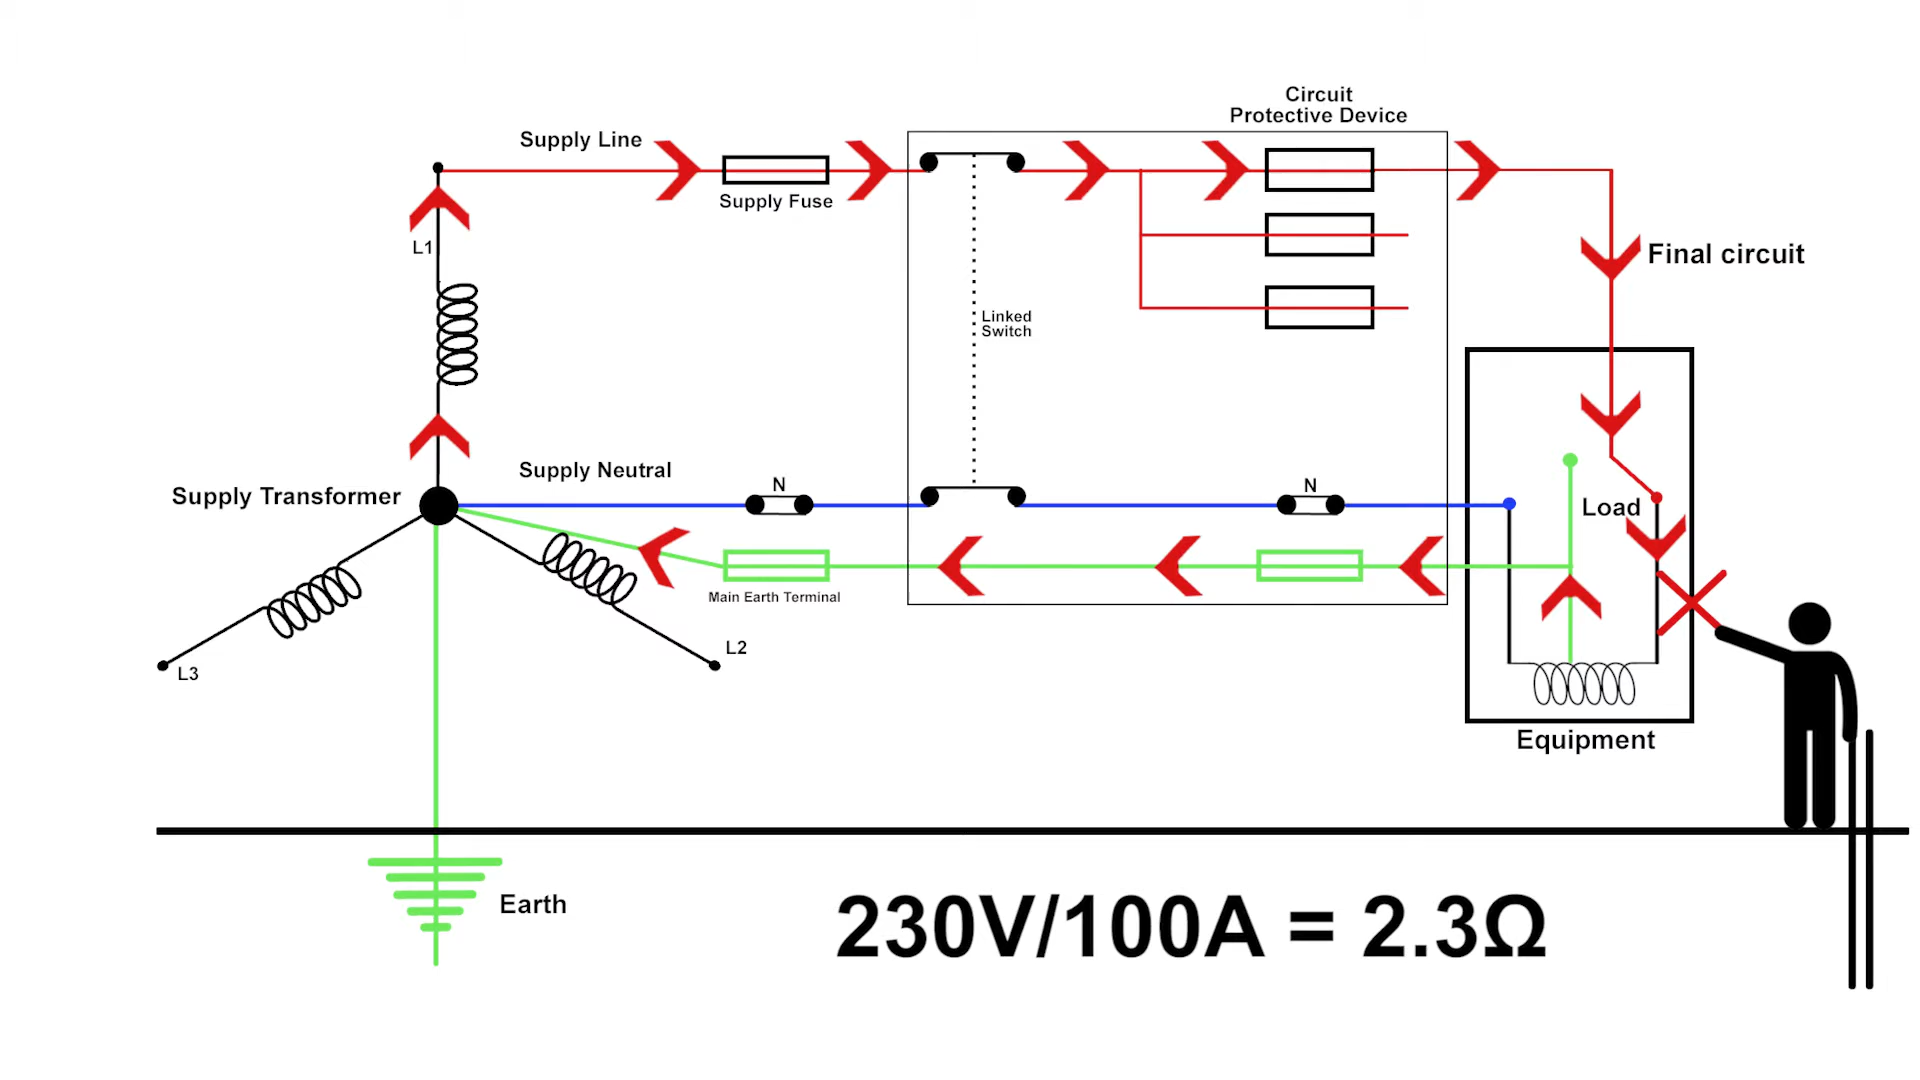 Circuit
Protective Device
Supply Line
Supply Fuse
L1
Final circuit
Linked
Switch
Supply Neutral
N
N
Supply Transformer
Load
Main Earth Terminal
L2
L3
Equipment
Earth
230V/100A = 2.3Ω